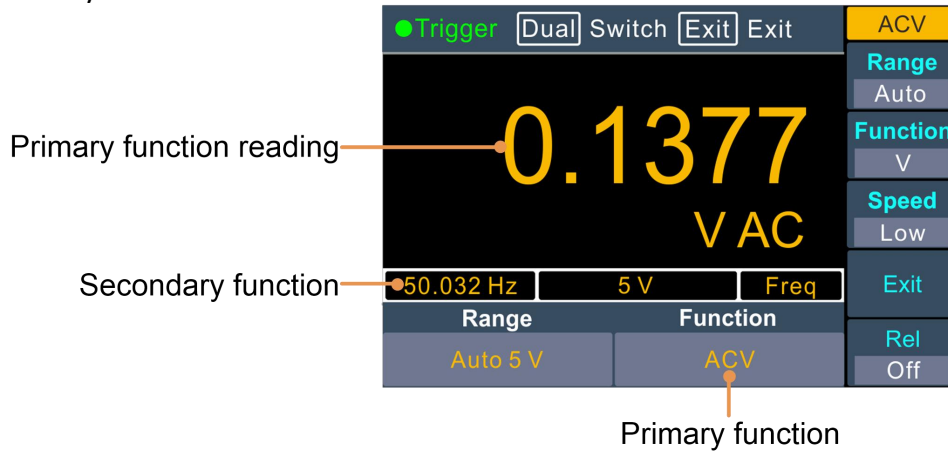 Trigger Dual Switch Exit Exit
ACV
Range
Auto
Function
V
Speed
Low
Exit
Rel
Off
Primary function reading
0.1377
V AC
Secondary function
50.032 Hz 5 V Freq
Range Function
Auto 5 V ACV
Primary function